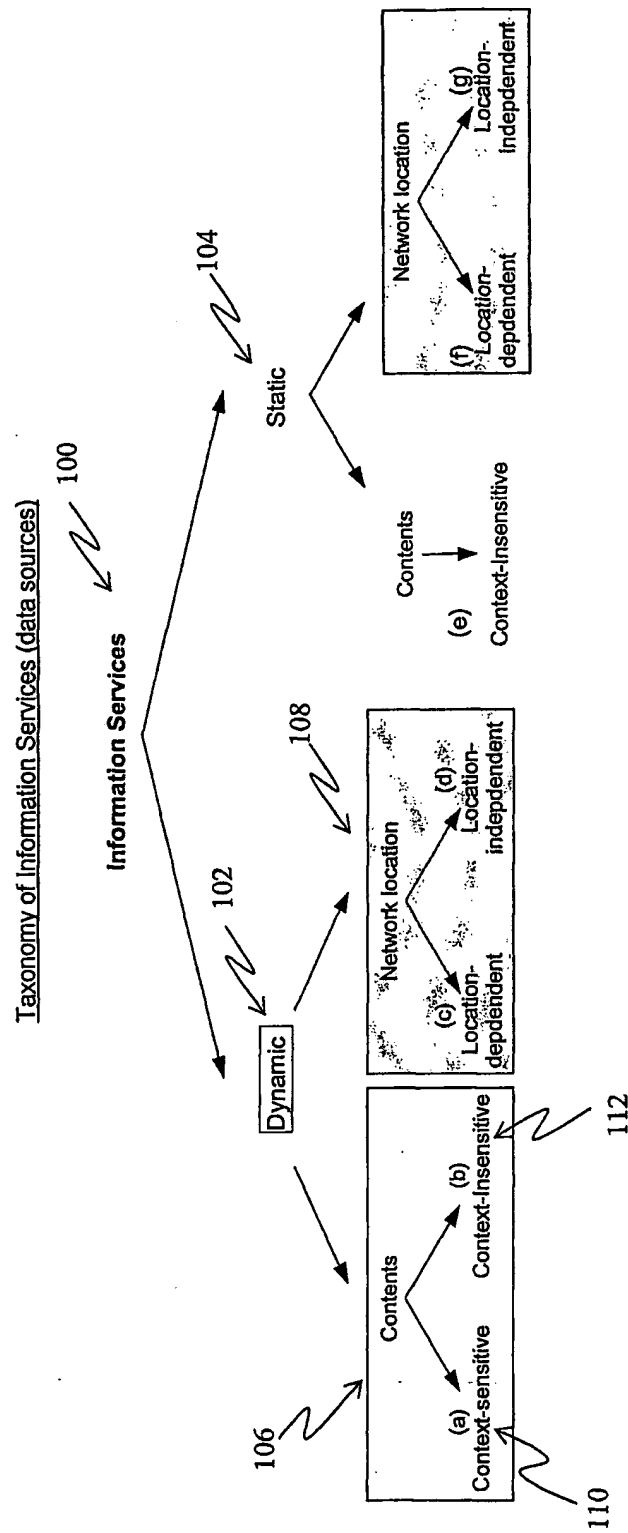 Taxonomy of Information Services (data sources)
100
Information Services
102
104
Dynamic
Static
106
108
Contents
Network location
Contents
Network location
(a)
Context-sensitive
(b)
Context-Insensitive
(c)
Location-
depdendent
(d)
Location-
independent
(e)
Context-Insensitive
(f)
Location-
depdendent
(g)
Location-
Indepdendent
110
112